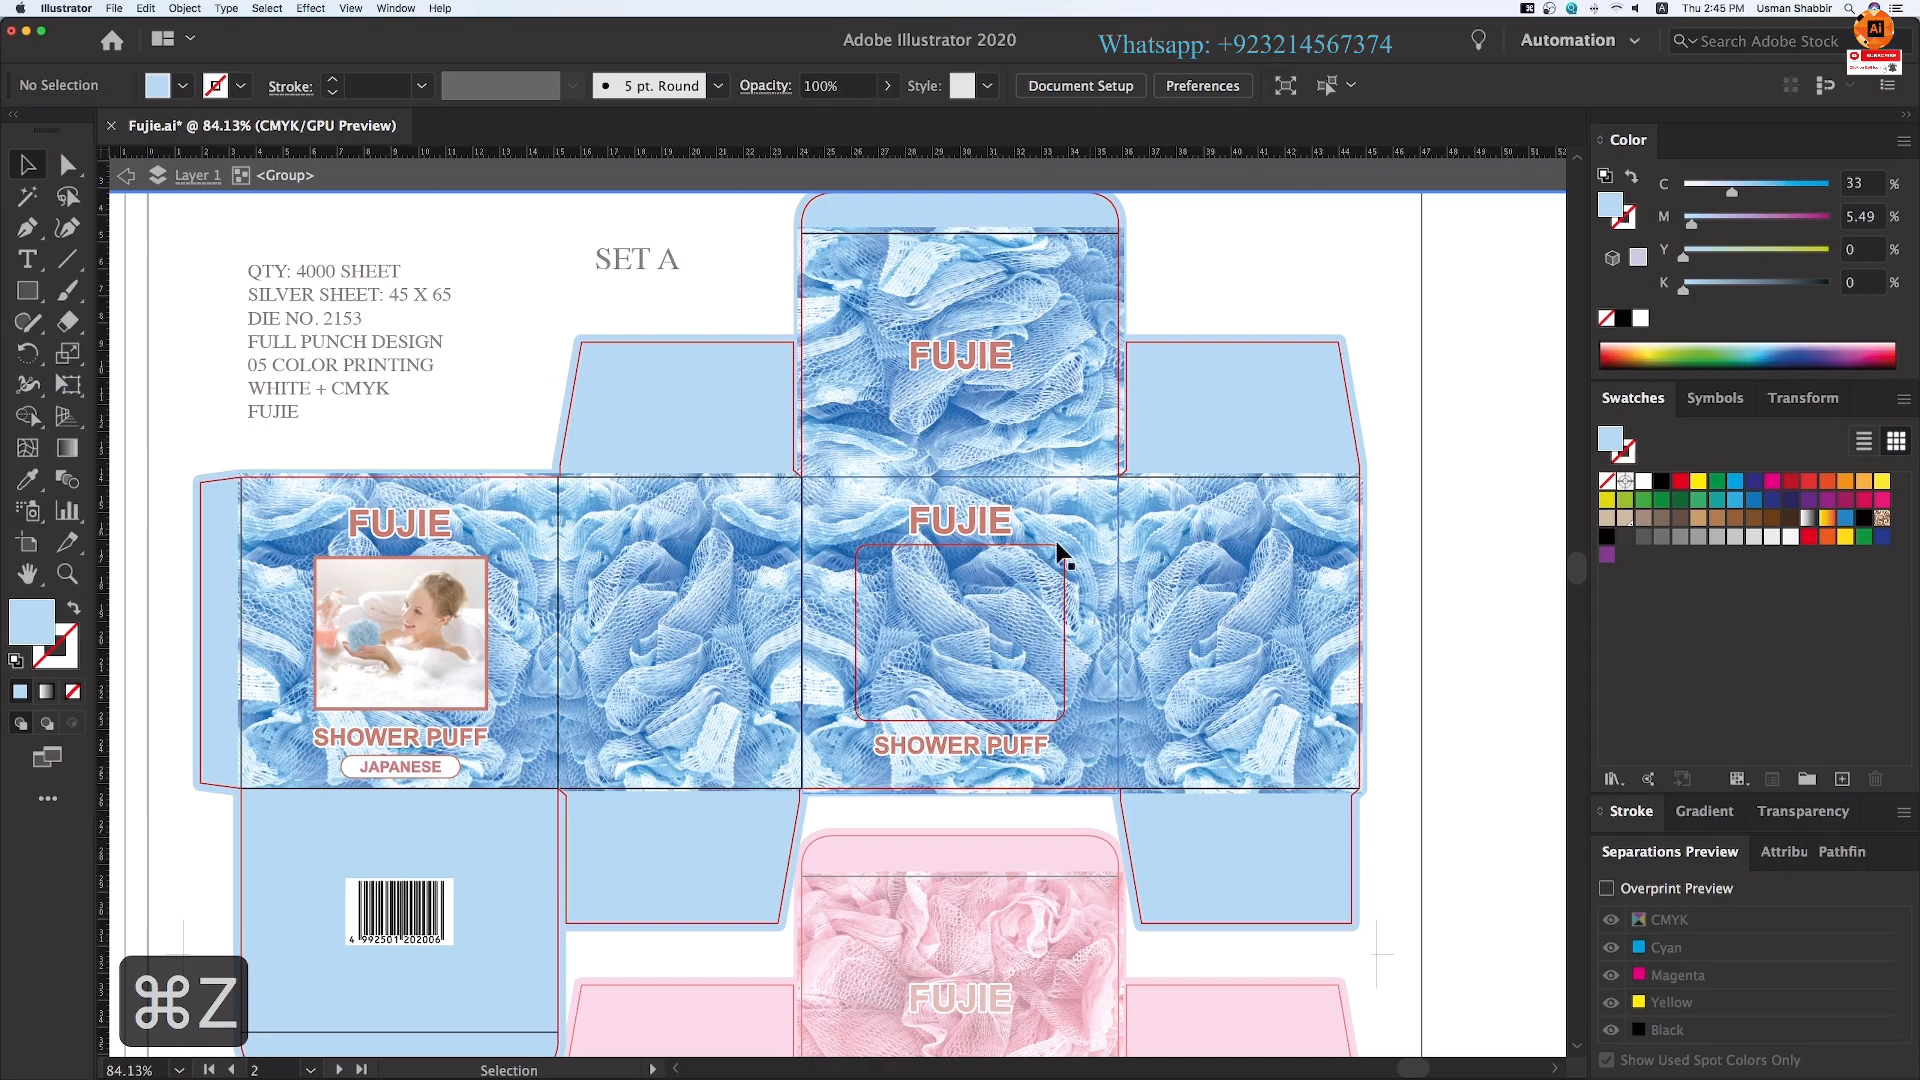 Illustrator File Edit Object Type Select Effect View Window Help
Thu 2:45 PM Usman Shabbir
Adobe Illustrator 2020
Whatsapp: +923214567374
Automation
Search Adobe Stock
Ai
SUBSCRIBE
No Selection
Stroke:
5 pt. Round
Opacity: 100%
Style:
Document Setup
Preferences
Fujie.ai* @ 84.13% (CMYK/GPU Preview)
Layer 1
<Group>
QTY: 4000 SHEET
SILVER SHEET: 45 X 65
DIE NO. 2153
FULL PUNCH DESIGN
05 COLOR PRINTING
WHITE + CMYK
FUJIE
SET A
FUJIE
FUJIE
SHOWER PUFF
JAPANESE
FUJIE
SHOWER PUFF
4 992501 202006
FUJIE
⌘Z
Color
C 33 %
M 5.49 %
Y 0 %
K 0 %
Swatches Symbols Transform
Stroke Gradient Transparency
Separations Preview Attribu Pathfin
Overprint Preview
CMYK
Cyan
Magenta
Yellow
Black
Show Used Spot Colors Only
84.13%
2
Selection